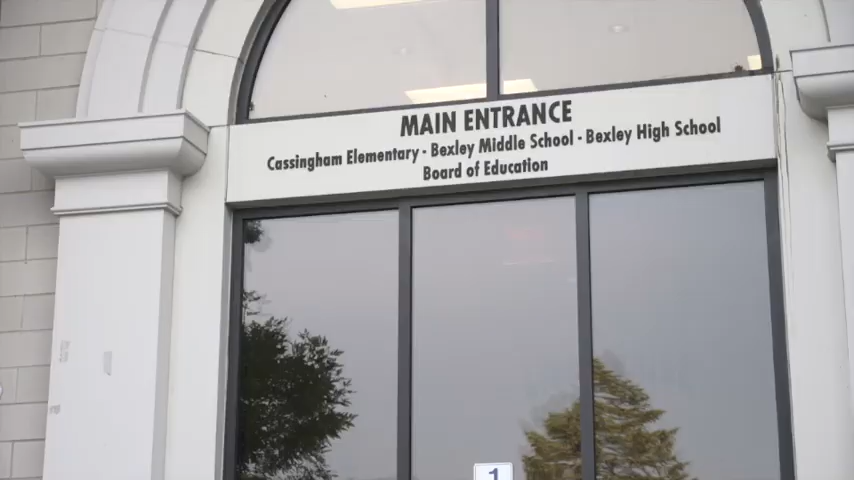 MAIN ENTRANCE
Cassingham Elementary - Bexley Middle School - Bexley High School
Board of Education
1